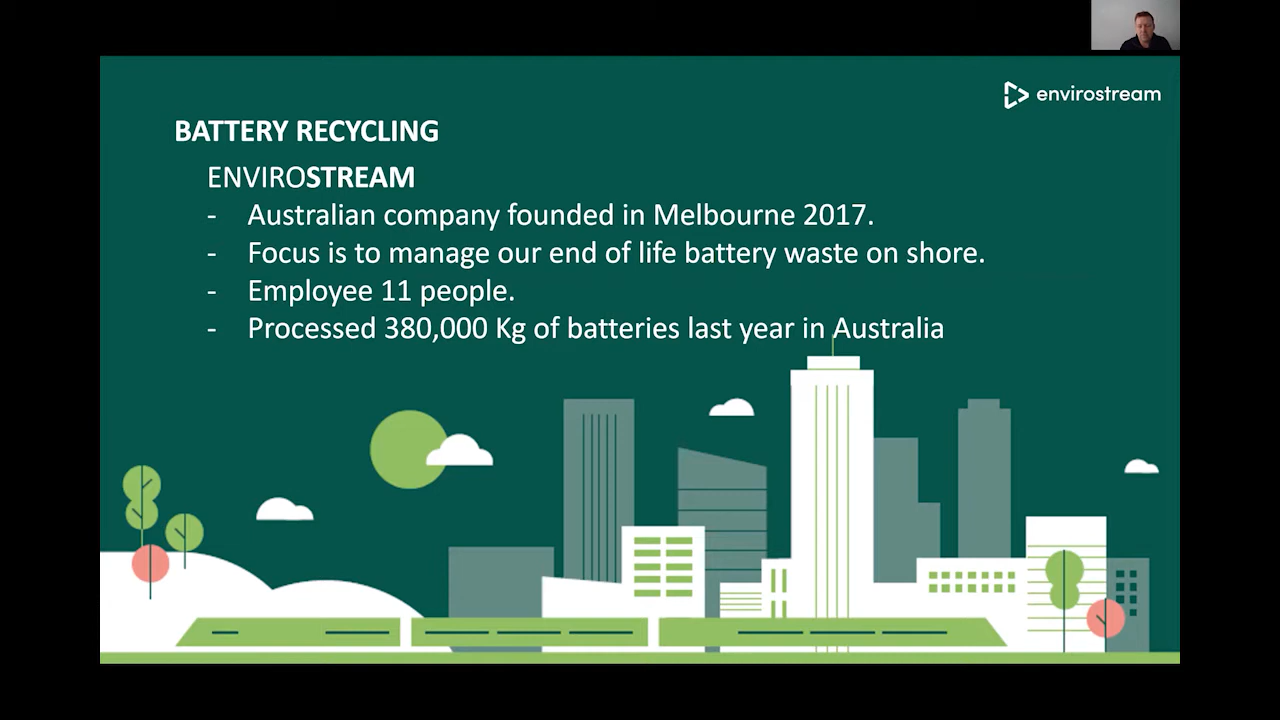 envirostream
BATTERY RECYCLING
ENVIROSTREAM
- Australian company founded in Melbourne 2017.
- Focus is to manage our end of life battery waste on shore.
- Employee 11 people.
- Processed 380,000 Kg of batteries last year in Australia